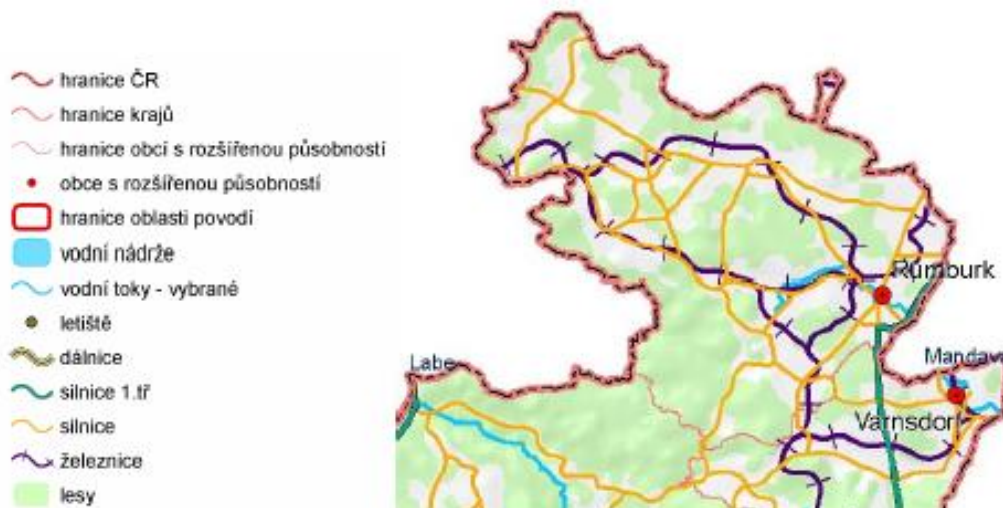 hranice ČR
hranice krajů
hranice obcí s rozšířenou působností
obce s rozšířenou působností
hranice oblasti povodí
vodní nádrže
vodní toky - vybrané
letiště
dálnice
silnice 1.tř
silnice
železnice
lesy
Rumburk
Labe
Mandava
Varnsdorf